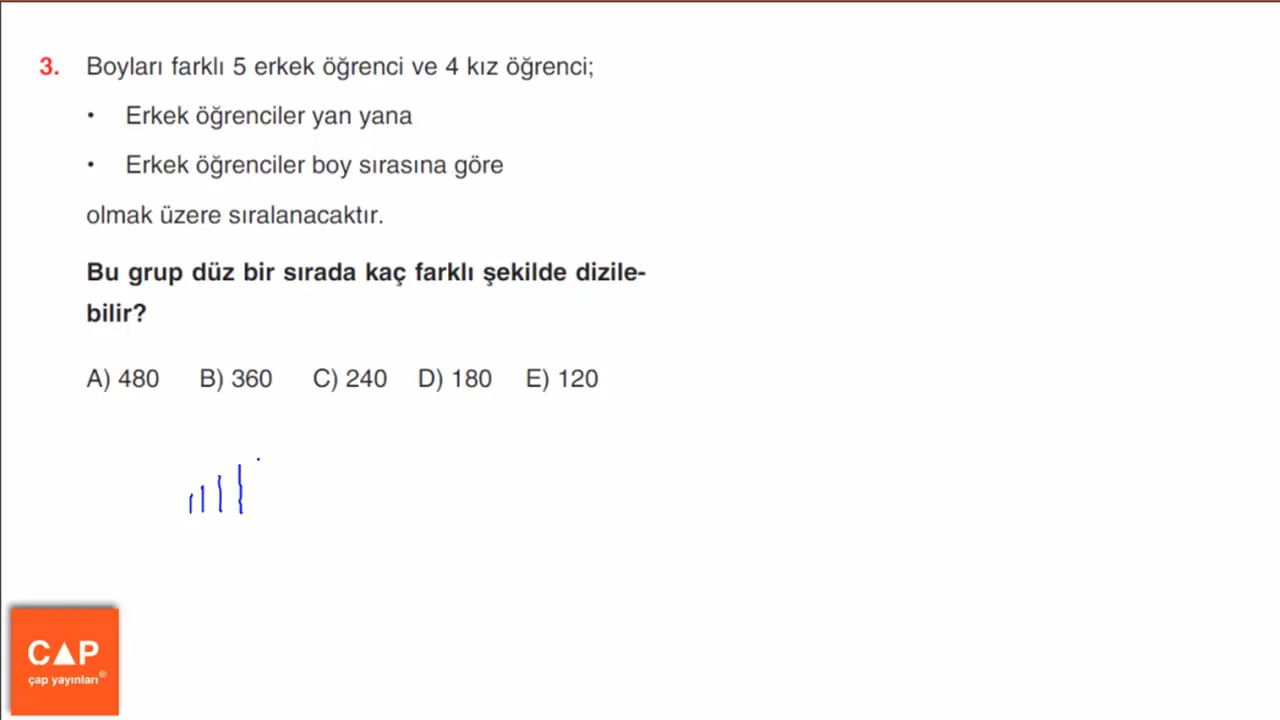 3. Boyları farklı 5 erkek öğrenci ve 4 kız öğrenci;
• Erkek öğrenciler yan yana
• Erkek öğrenciler boy sırasına göre
olmak üzere sıralanacaktır.
Bu grup düz bir sırada kaç farklı şekilde dizile-
bilir?
A) 480 B) 360 C) 240 D) 180 E) 120
ÇAP
çap yayınları®